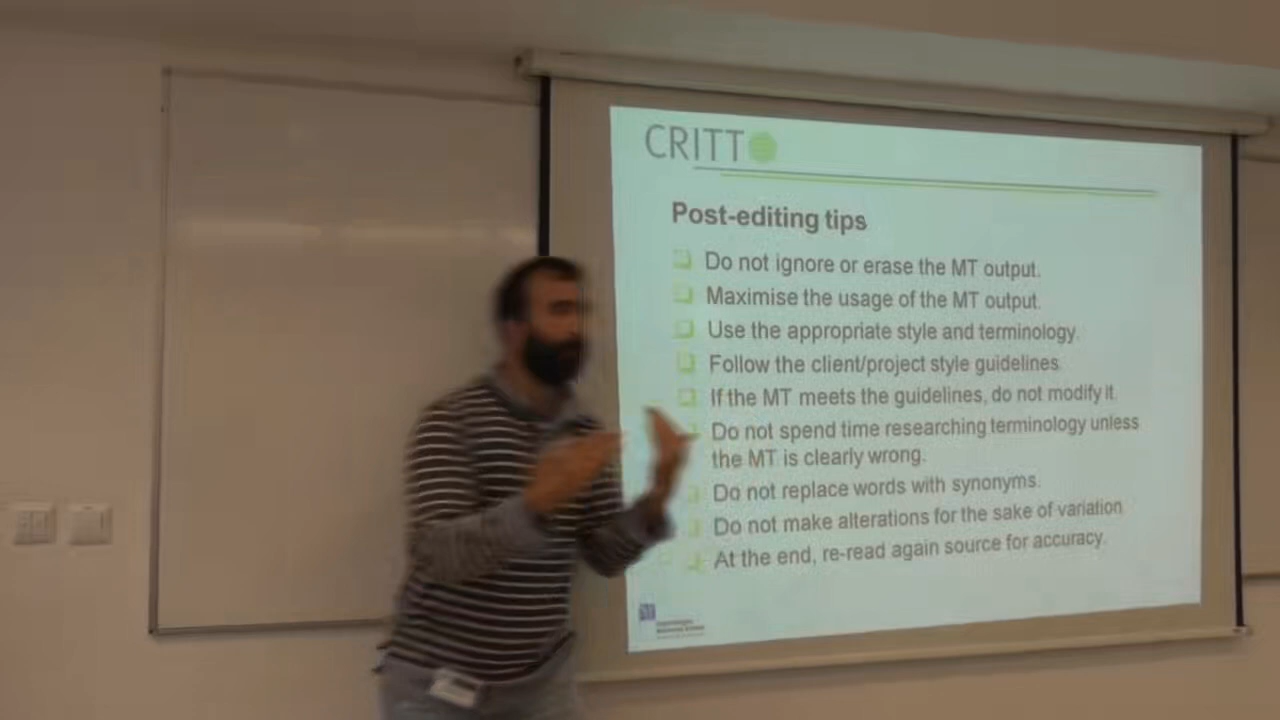 CRITT
Post-editing tips
Do not ignore or erase the MT output.
Maximise the usage of the MT output.
Use the appropriate style and terminology.
Follow the client/project style guidelines.
If the MT meets the guidelines, do not modify it.
Do not spend time researching terminology unless
the MT is clearly wrong.
Do not replace words with synonyms.
Do not make alterations for the sake of variation
At the end, re-read again source for accuracy.